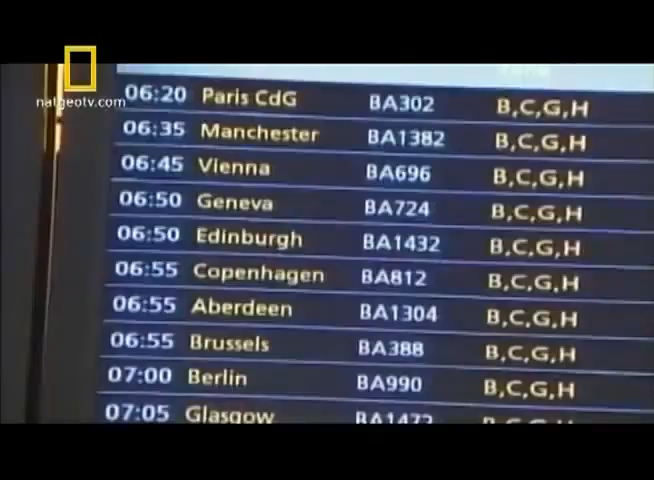 natgeotv.com
Zone
06:20 Paris CdG BA302 B,C,G,H
06:35 Manchester BA1382 B,C,G,H
06:45 Vienna BA696 B,C,G,H
06:50 Geneva BA724 B,C,G,H
06:50 Edinburgh BA1432 B,C,G,H
06:55 Copenhagen BA812 B,C,G,H
06:55 Aberdeen BA1304 B,C,G,H
06:55 Brussels BA388 B,C,G,H
07:00 Berlin BA990 B,C,G,H
07:05 Glasgow BA1472 B,C,G,H